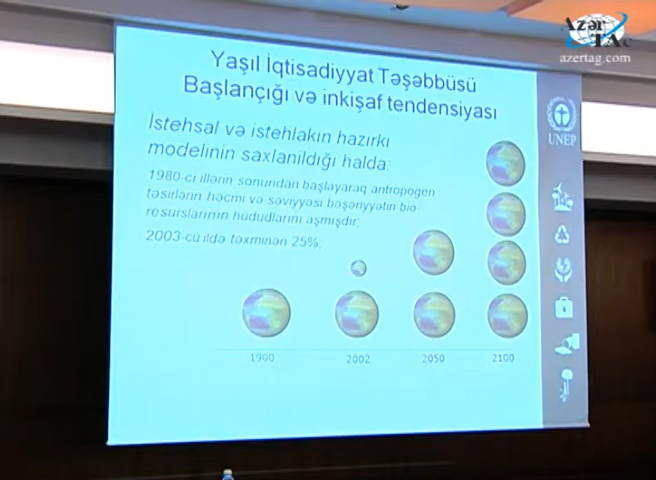 Azər
TAc
azertag.com
Yaşıl İqtisadiyyat Təşəbbüsü
Başlançığı və inkişaf tendensiyası
UNEP
İstehsal və istehlakın hazırkı
modelinin saxlanıldığı halda:
1980-ci illərin sonundan başlayaraq antropogen
təsirlərin həcmi və səviyyəsi bəşəriyyətin bio-
resurslarının hüdudlarını aşmışdır;
2003-cü ildə təxminən 25%,
1900
2002
2050
2100